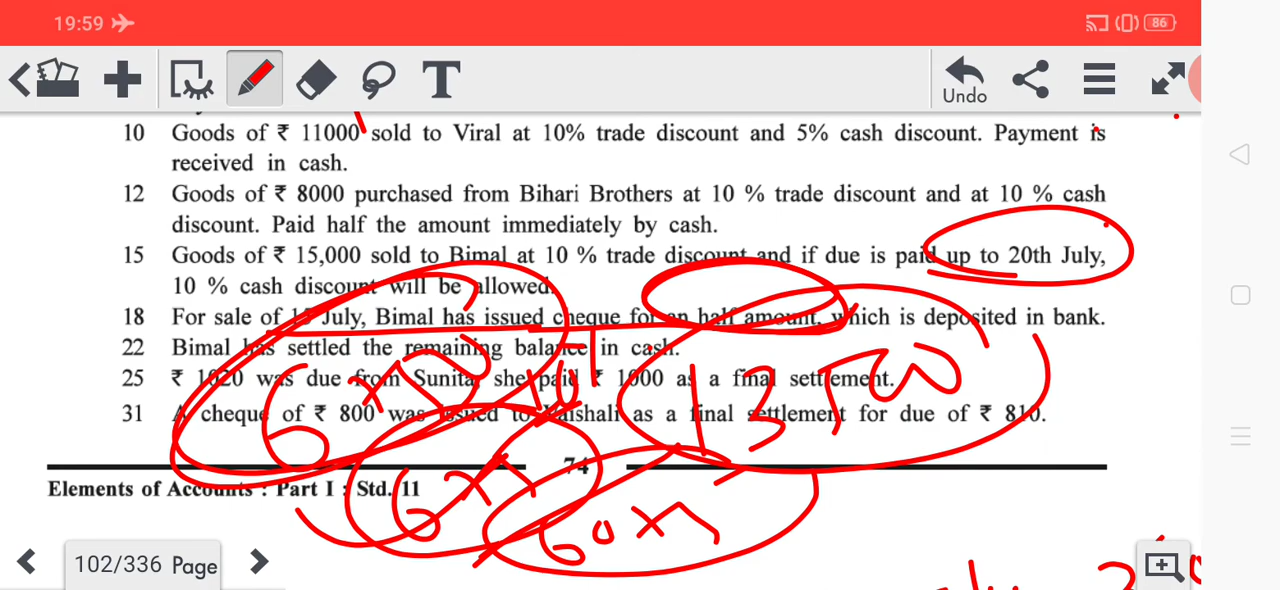 19:59 86
T Undo
10 Goods of ₹ 11000 sold to Viral at 10% trade discount and 5% cash discount. Payment is
received in cash.
12 Goods of ₹ 8000 purchased from Bihari Brothers at 10 % trade discount and at 10 % cash
discount. Paid half the amount immediately by cash.
15 Goods of ₹ 15,000 sold to Bimal at 10 % trade discount and if due is paid up to 20th July,
10 % cash discount will be allowed.
18 For sale of 15 July, Bimal has issued cheque for an half amount, which is deposited in bank.
22 Bimal has settled the remaining balance in cash.
25 ₹ 1020 was due from Sunita, she paid ₹ 1000 as a final settlement.
31 A cheque of ₹ 800 was issued to Vaishali as a final settlement for due of ₹ 810.
13500
74
Elements of Accounts : Part I : Std. 11
60x
102/336 Page